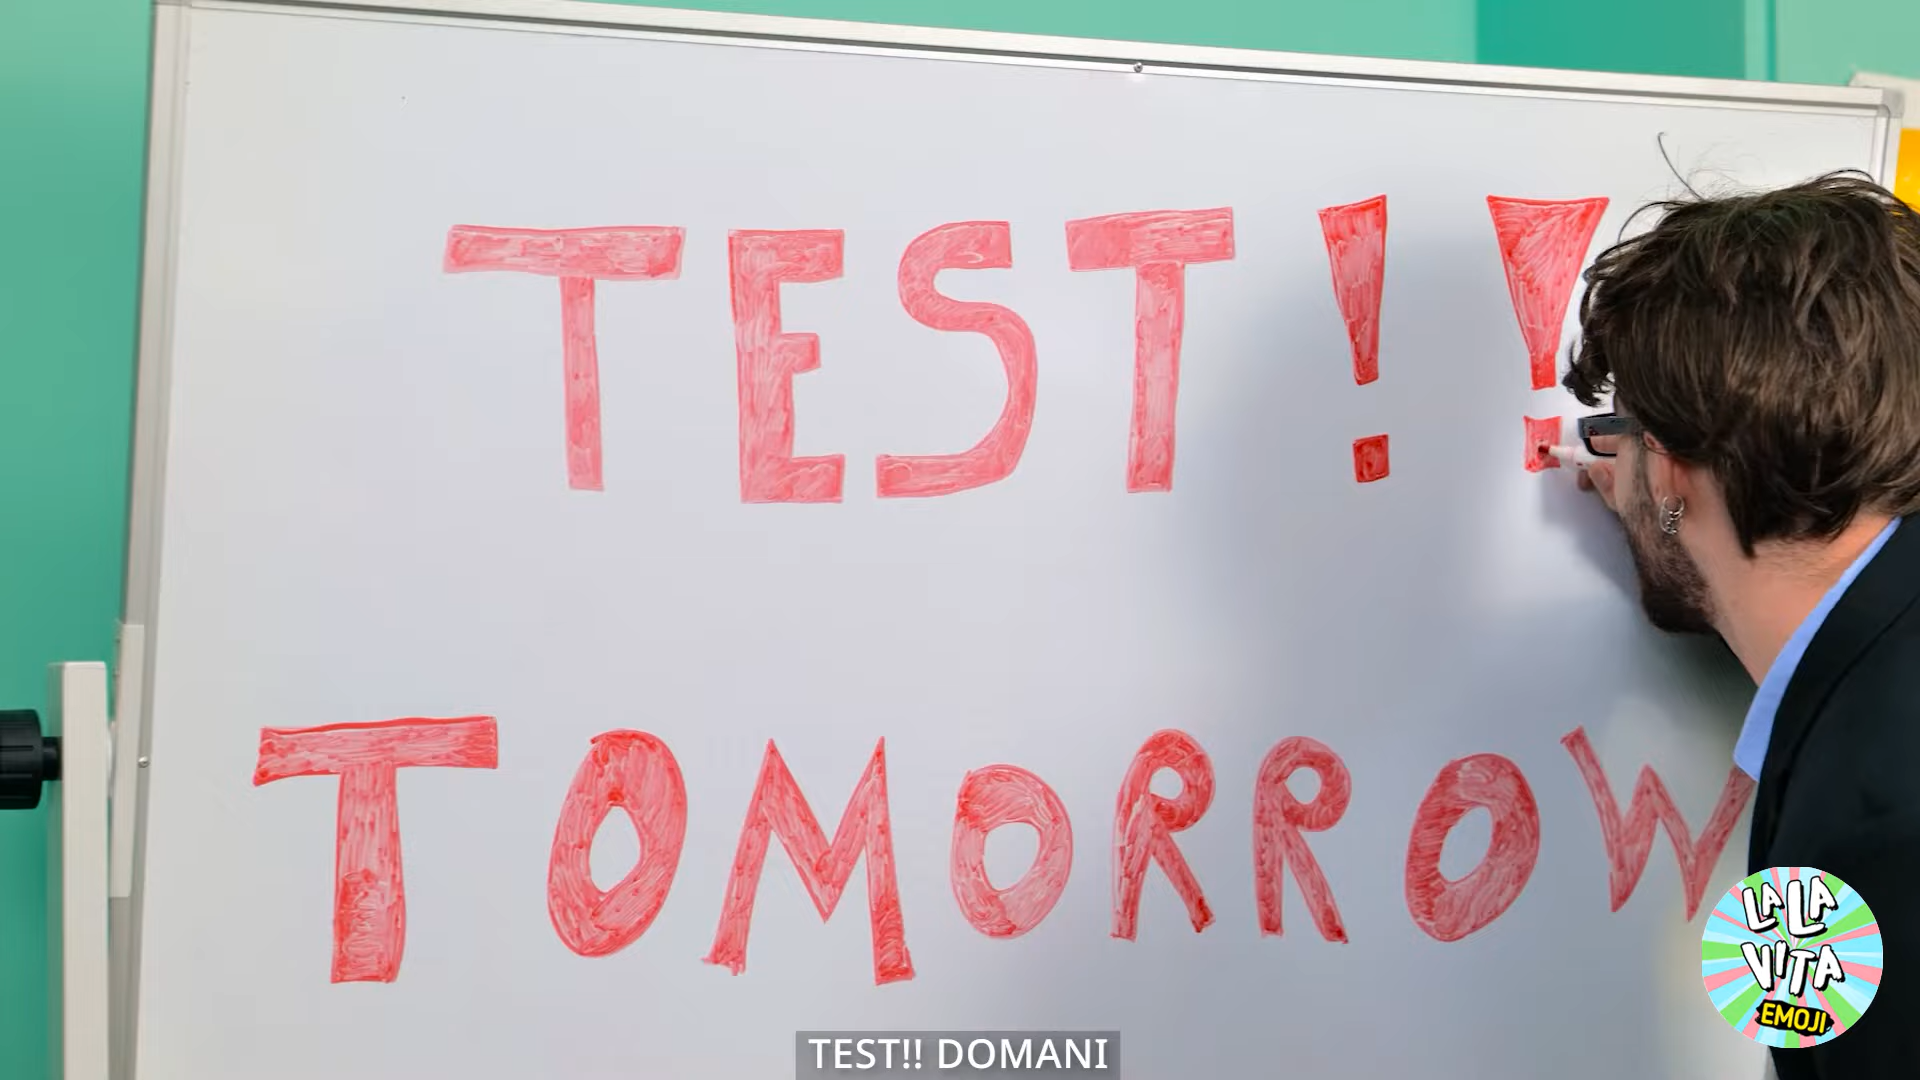 TEST!!
TOMORROW
LA LA
VITA
EMOJI
TEST!! DOMANI